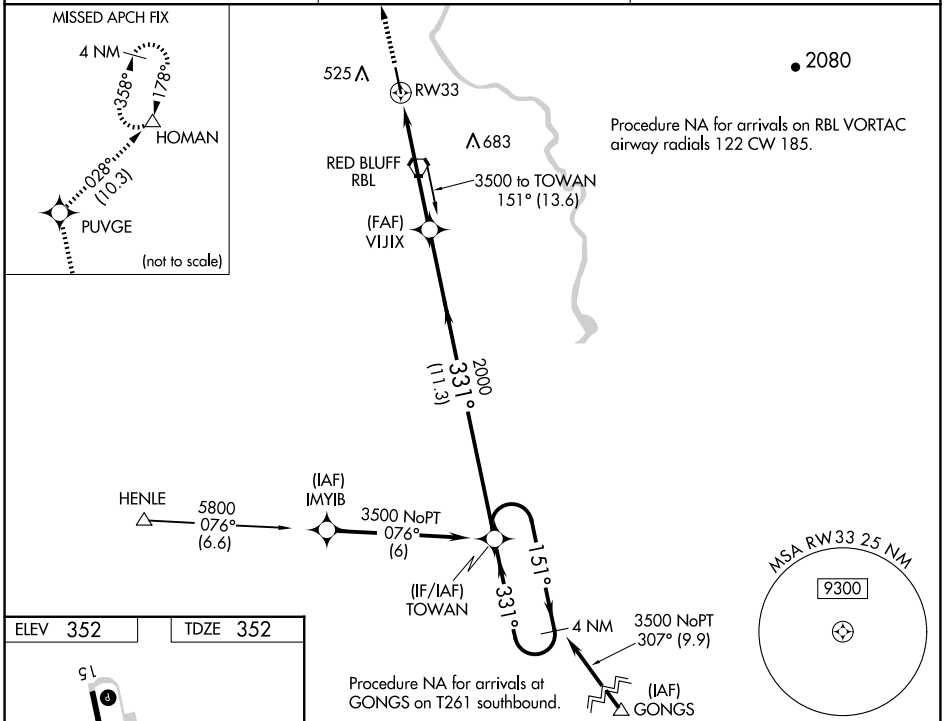 MISSED APCH FIX
4 NM
358°
178°
HOMAN
028°
(10.3)
PUVGE
(not to scale)
525
RW33
2080
Procedure NA for arrivals on RBL VORTAC
airway radials 122 CW 185.
683
RED BLUFF
RBL
3500 to TOWAN
151° (13.6)
(FAF)
VIJIX
2000
331°
(11.3)
HENLE
5800
076°
(6.6)
(IAF)
IMYIB
3500 NoPT
076°
(6)
(IF/IAF)
TOWAN
151°
331°
4 NM
3500 NoPT
307° (9.9)
(IAF)
GONGS
Procedure NA for arrivals at
GONGS on T261 southbound.
MSA RW33 25 NM
9300
ELEV 352
TDZE 352
15
P